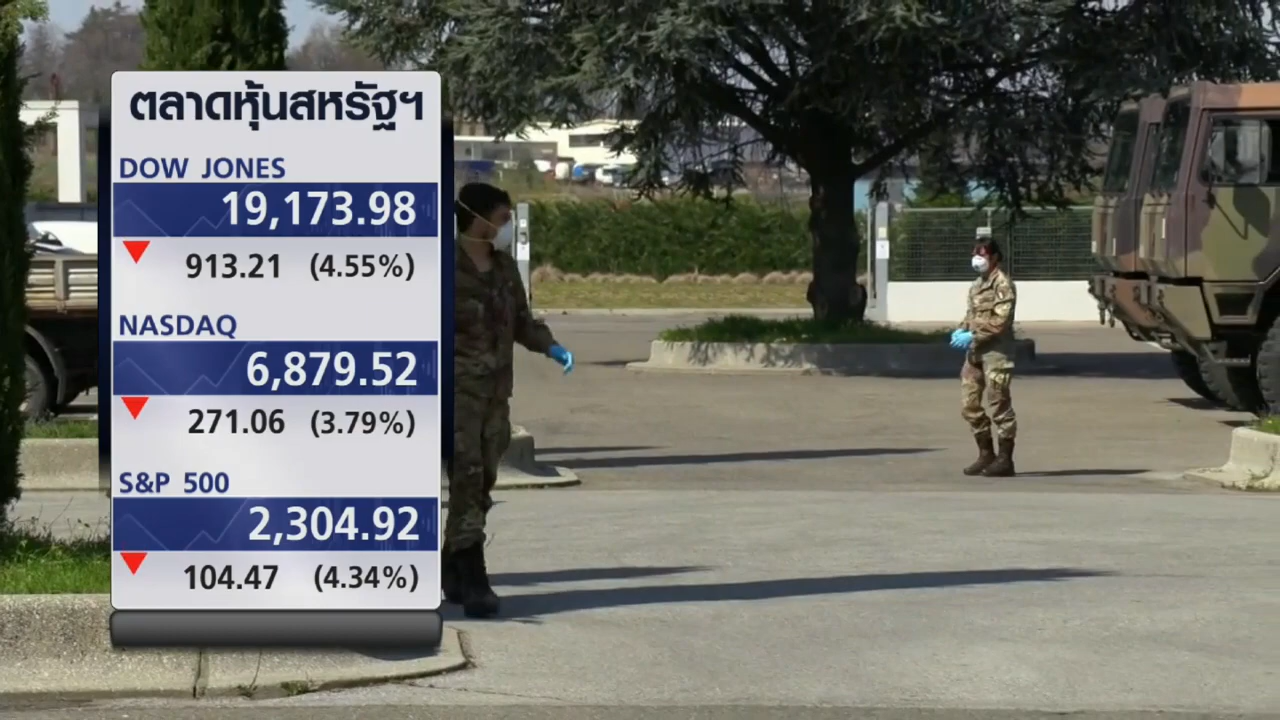 ตลาดหุ้นสหรัฐฯ
DOW JONES
19,173.98
913.21 (4.55%)
NASDAQ
6,879.52
271.06 (3.79%)
S&P 500
2,304.92
104.47 (4.34%)